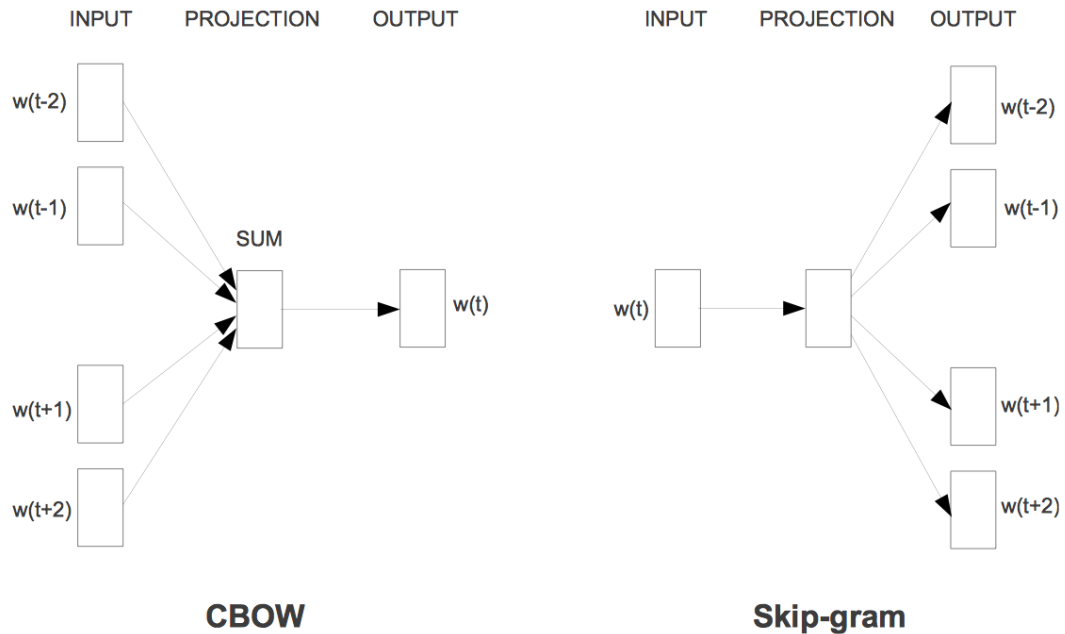 INPUT PROJECTION OUTPUT
w(t-2)
w(t-1)
SUM
w(t)
w(t+1)
w(t+2)
CBOW
INPUT PROJECTION OUTPUT
w(t-2)
w(t-1)
w(t)
w(t+1)
w(t+2)
Skip-gram